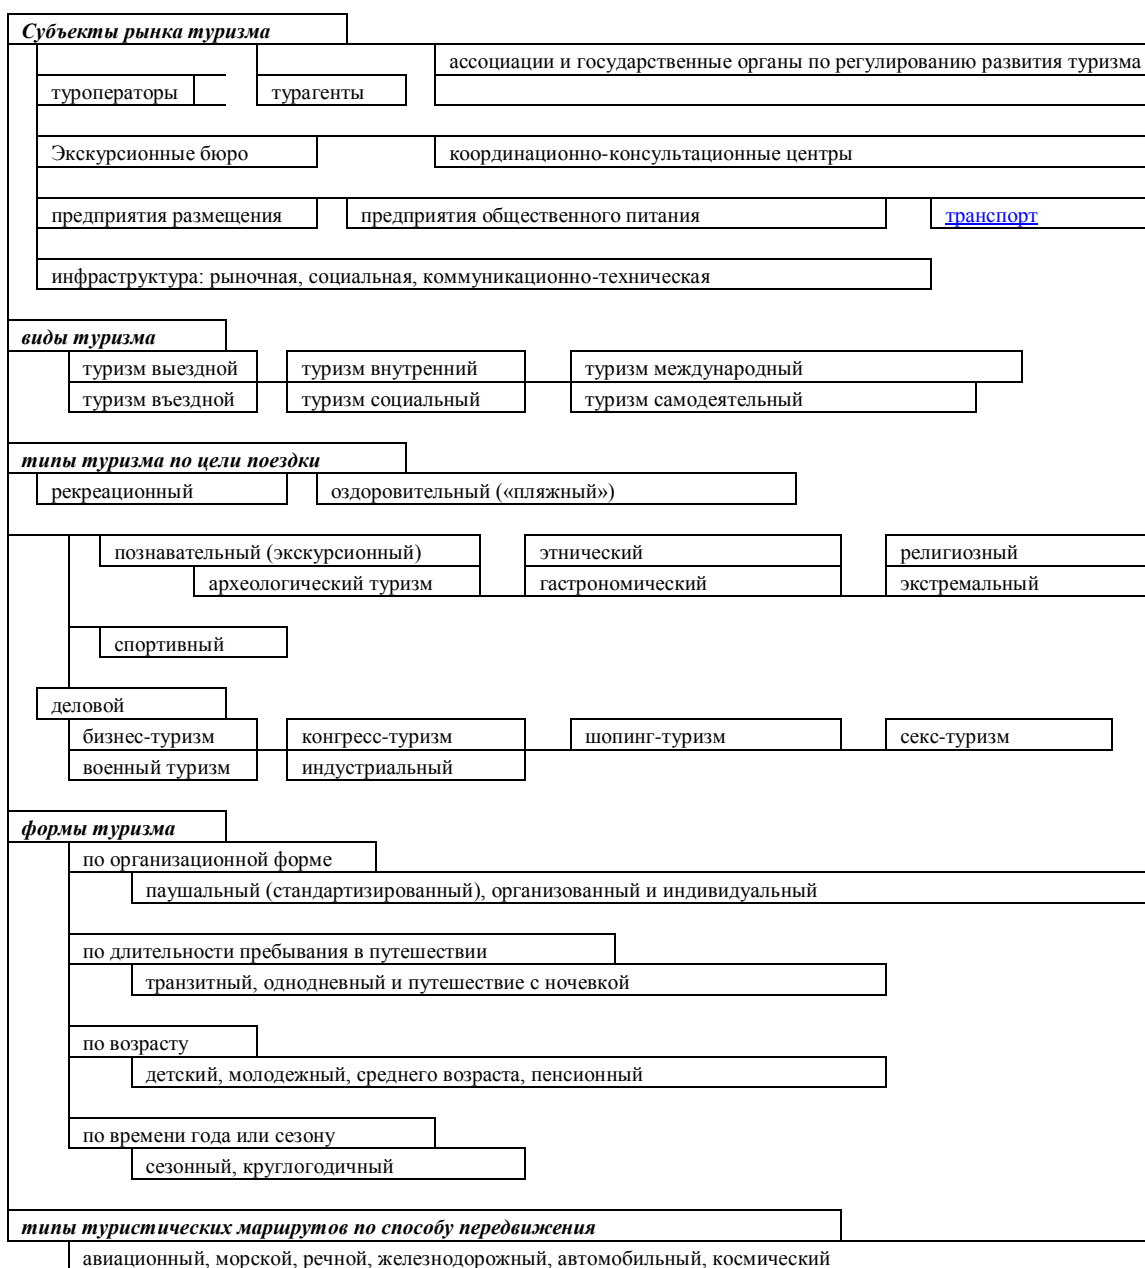 Субъекты рынка туризма
ассоциации и государственные органы по регулированию развития туризма
туроператоры турагенты
Экскурсионные бюро координационно-консультационные центры
предприятия размещения предприятия общественного питания транспорт
инфраструктура: рыночная, социальная, коммуникационно-техническая
виды туризма
туризм выездной туризм внутренний туризм международный
туризм въездной туризм социальный туризм самодеятельный
типы туризма по цели поездки
рекреационный оздоровительный («пляжный»)
познавательный (экскурсионный) этнический религиозный
археологический туризм гастрономический экстремальный
спортивный
деловой
бизнес-туризм конгресс-туризм шопинг-туризм секс-туризм
военный туризм индустриальный
формы туризма
по организационной форме
паушальный (стандартизированный), организованный и индивидуальный
по длительности пребывания в путешествии
транзитный, однодневный и путешествие с ночевкой
по возрасту
детский, молодежный, среднего возраста, пенсионный
по времени года или сезону
сезонный, круглогодичный
типы туристических маршрутов по способу передвижения
авиационный, морской, речной, железнодорожный, автомобильный, космический